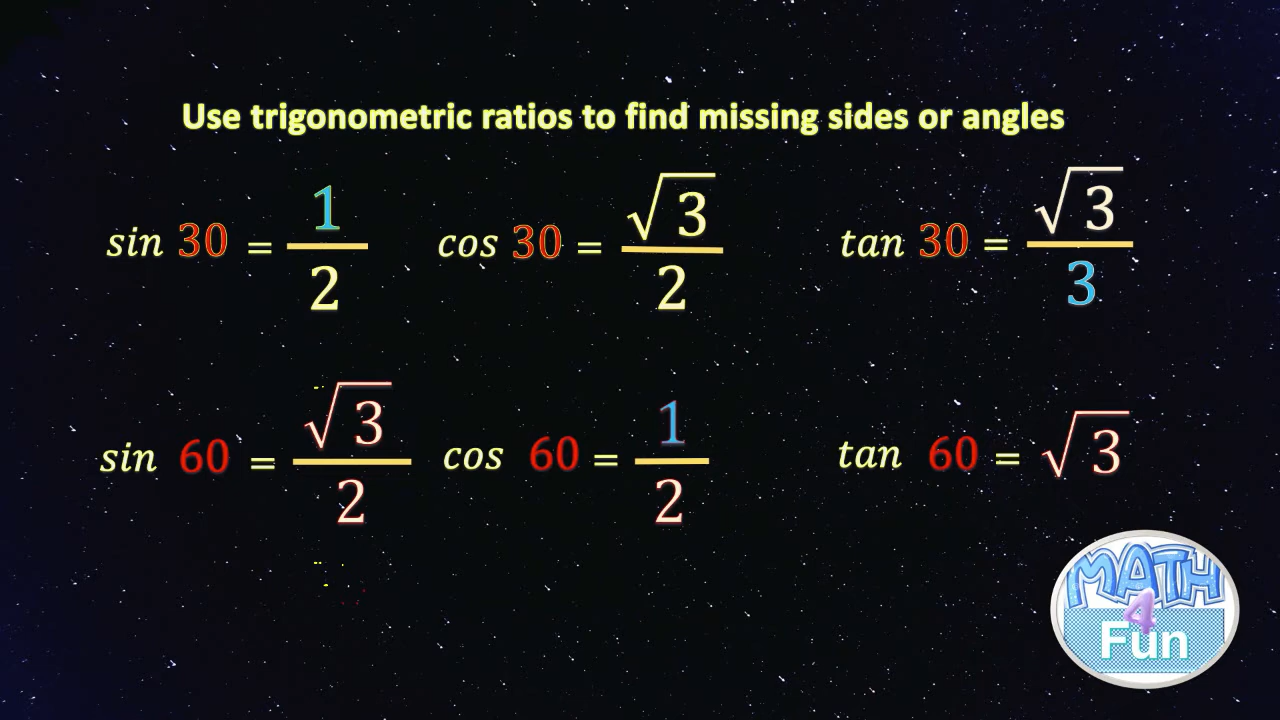 Use trigonometric ratios to find missing sides or angles
sin 30 = 1/2 cos 30 = √3/2 tan 30 = √3/3
sin 60 = √3/2 cos 60 = 1/2 tan 60 = √3
MATH
4
Fun